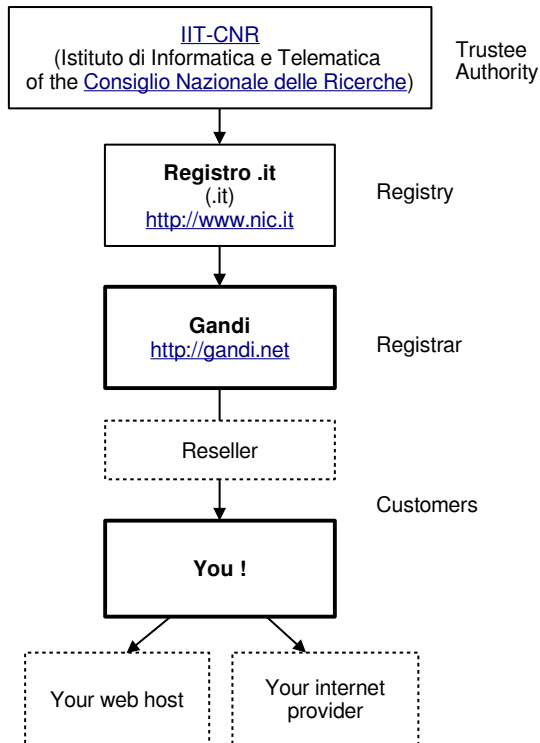 IIT-CNR
(Istituto di Informatica e Telematica
of the Consiglio Nazionale delle Ricerche)
Trustee
Authority
Registro .it
(.it)
http://www.nic.it
Registry
Gandi
http://gandi.net
Registrar
Reseller
Customers
You !
Your web host
Your internet
provider